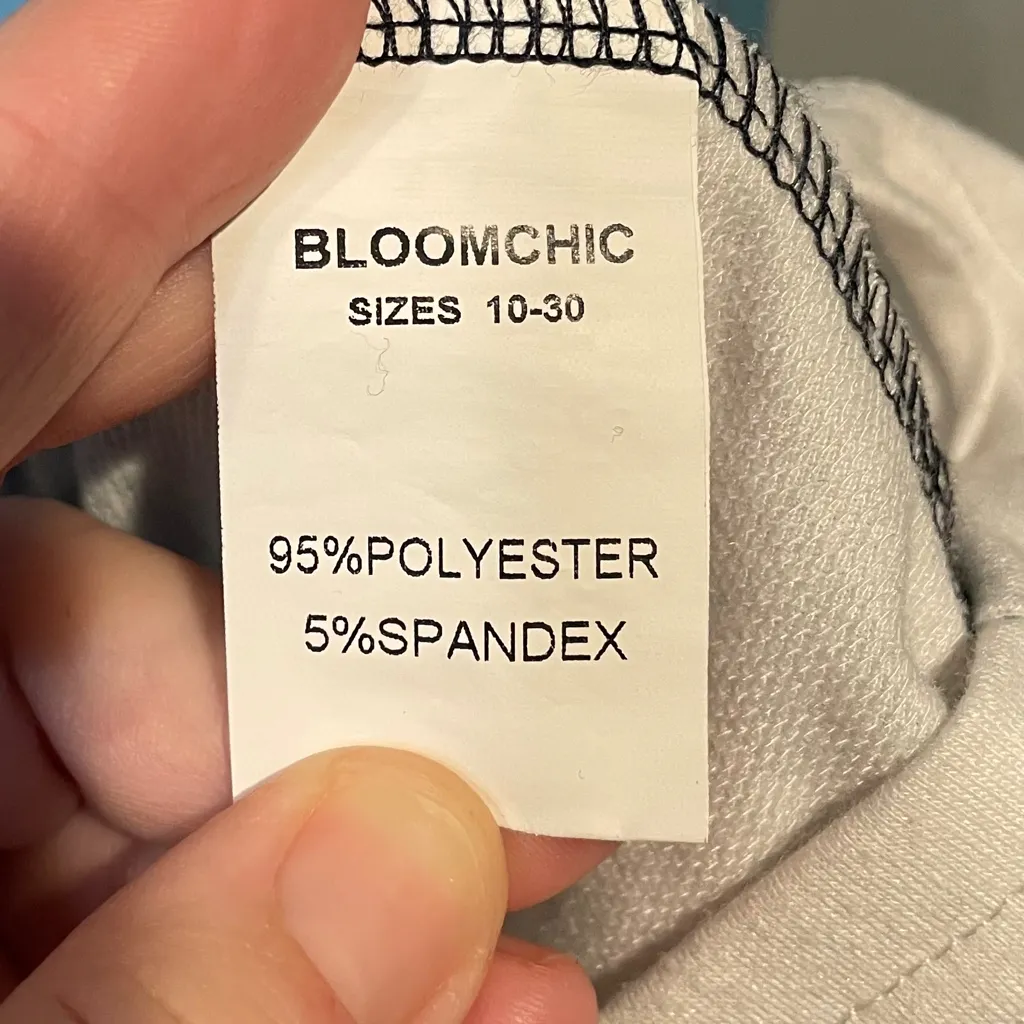 BLOOMCHIC
SIZES 10-30
95%POLYESTER
5%SPANDEX